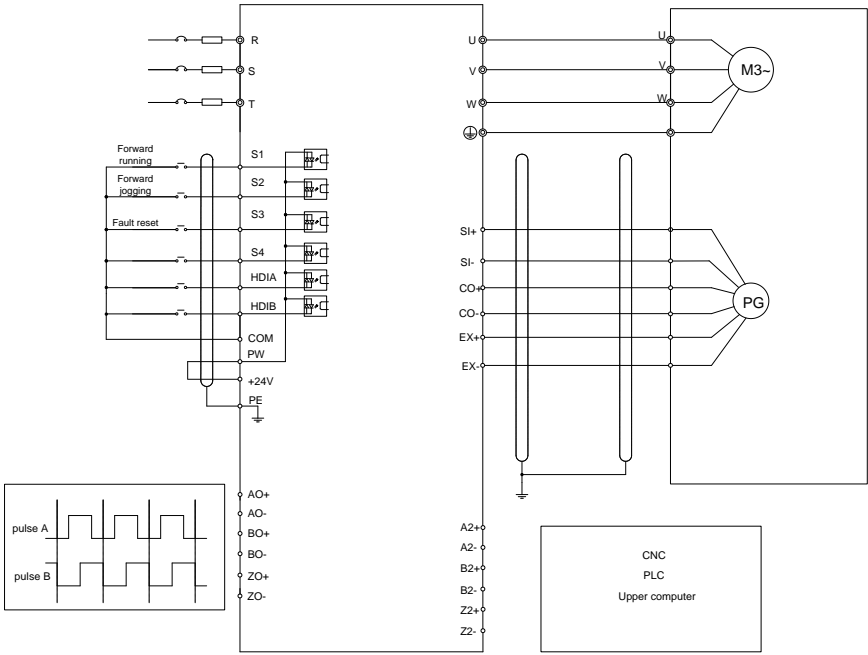 R
S
T
U
V
W
U
V
W
M3~
Forward
running
Forward
jogging
Fault reset
S1
S2
S3
S4
HDIA
HDIB
COM
PW
+24V
PE
SI+
SI-
CO+
CO-
EX+
EX-
PG
AO+
AO-
BO+
BO-
ZO+
ZO-
pulse A
pulse B
A2+
A2-
B2+
B2-
Z2+
Z2-
CNC
PLC
Upper computer